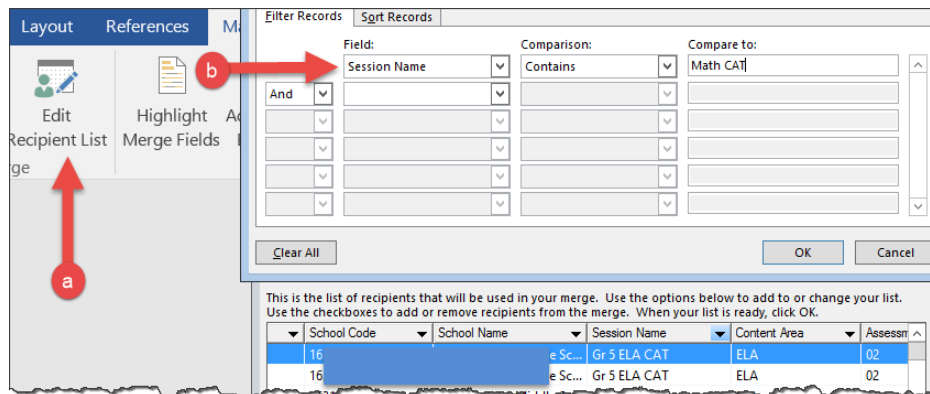 Layout References Ma
Filter Records Sort Records
Field: Comparison: Compare to:
b
Session Name Contains Math CAT
And
Edit
Recipient List
Highlight
Merge Fields
ge
a
Clear All OK Cancel
This is the list of recipients that will be used in your merge. Use the options below to add to or change your list.
Use the checkboxes to add or remove recipients from the merge. When your list is ready, click OK.
School Code School Name Session Name Content Area Assessm
16 e Sc... Gr 5 ELA CAT ELA 02
16 e Sc... Gr 5 ELA CAT ELA 02